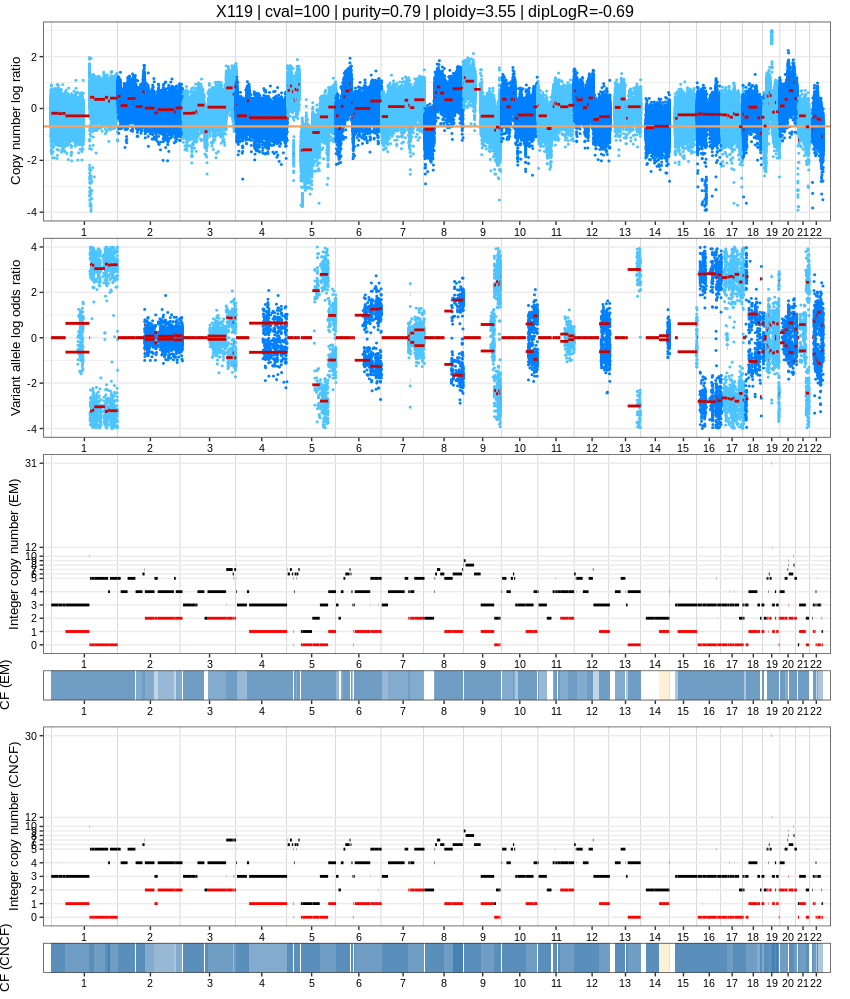 X119 | cval=100 | purity=0.79 | ploidy=3.55 | dipLogR=-0.69
Copy number log ratio
2
0
-2
-4
1 2 3 4 5 6 7 8 9 10 11 12 13 14 15 16 17 18 19 20 21 22
Variant allele log odds ratio
4
2
0
-2
-4
1 2 3 4 5 6 7 8 9 10 11 12 13 14 15 16 17 18 19 20 21 22
Integer copy number (EM)
31
12
10
5
4
3
2
1
0
1 2 3 4 5 6 7 8 9 10 11 12 13 14 15 16 17 18 19 20 21 22
CF (EM)
1 2 3 4 5 6 7 8 9 10 11 12 13 14 15 16 17 18 19 20 21 22
Integer copy number (CNCF)
30
12
10
5
4
3
2
1
0
1 2 3 4 5 6 7 8 9 10 11 12 13 14 15 16 17 18 19 20 21 22
CF (CNCF)
1 2 3 4 5 6 7 8 9 10 11 12 13 14 15 16 17 18 19 20 21 22